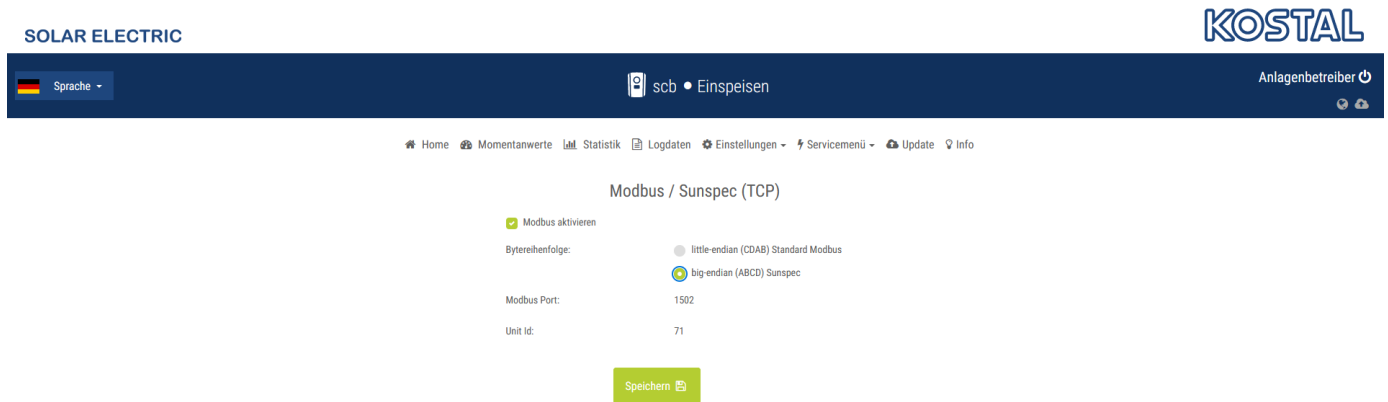 SOLAR ELECTRIC
KOSTAL
Sprache
scb • Einspeisen
Anlagenbetreiber
Home Momentanwerte Statistik Logdaten Einstellungen Servicemenü Update Info
Modbus / Sunspec (TCP)
Modbus aktivieren
Bytereihenfolge: little-endian (CDAB) Standard Modbus
big-endian (ABCD) Sunspec
Modbus Port: 1502
Unit Id: 71
Speichern